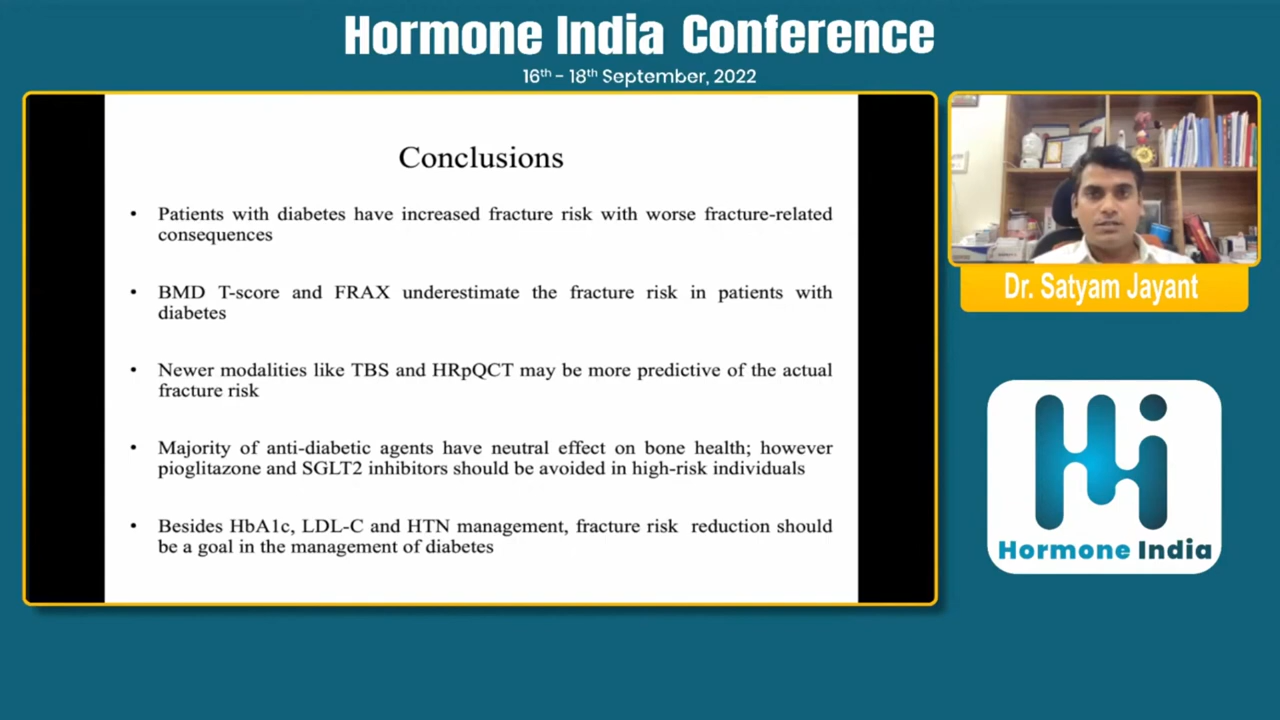 Hormone India Conference
16th - 18th September, 2022
Conclusions
• Patients with diabetes have increased fracture risk with worse fracture-related
consequences
• BMD T-score and FRAX underestimate the fracture risk in patients with
diabetes
• Newer modalities like TBS and HRpQCT may be more predictive of the actual
fracture risk
• Majority of anti-diabetic agents have neutral effect on bone health; however
pioglitazone and SGLT2 inhibitors should be avoided in high-risk individuals
• Besides HbA1c, LDL-C and HTN management, fracture risk reduction should
be a goal in the management of diabetes
Dr. Satyam Jayant
Hi
Hormone India